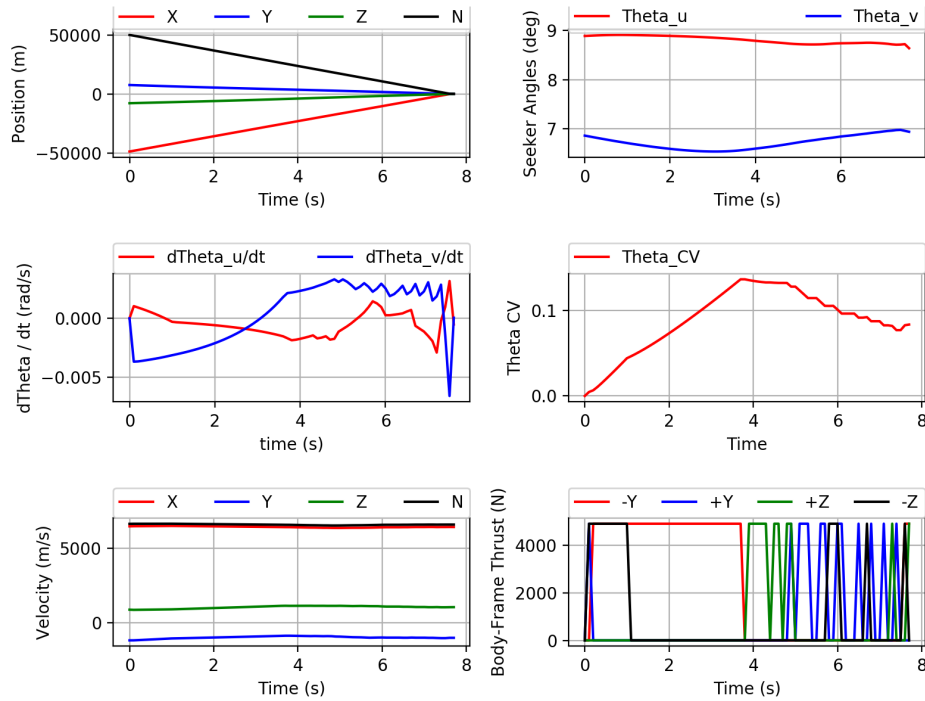 X Y Z N
50000
0
−50000
Position (m)
0 2 4 6 8
Time (s)
Theta_u Theta_v
9
8
7
Seeker Angles (deg)
0 2 4 6
Time (s)
dTheta_u/dt dTheta_v/dt
0.000
−0.005
dTheta / dt (rad/s)
0 2 4 6
time (s)
Theta_CV
0.1
0.0
Theta CV
0 2 4 6 8
Time
X Y Z N
5000
0
Velocity (m/s)
0 2 4 6 8
Time (s)
-Y +Y +Z -Z
4000
2000
0
Body-Frame Thrust (N)
0 2 4 6 8
Time (s)